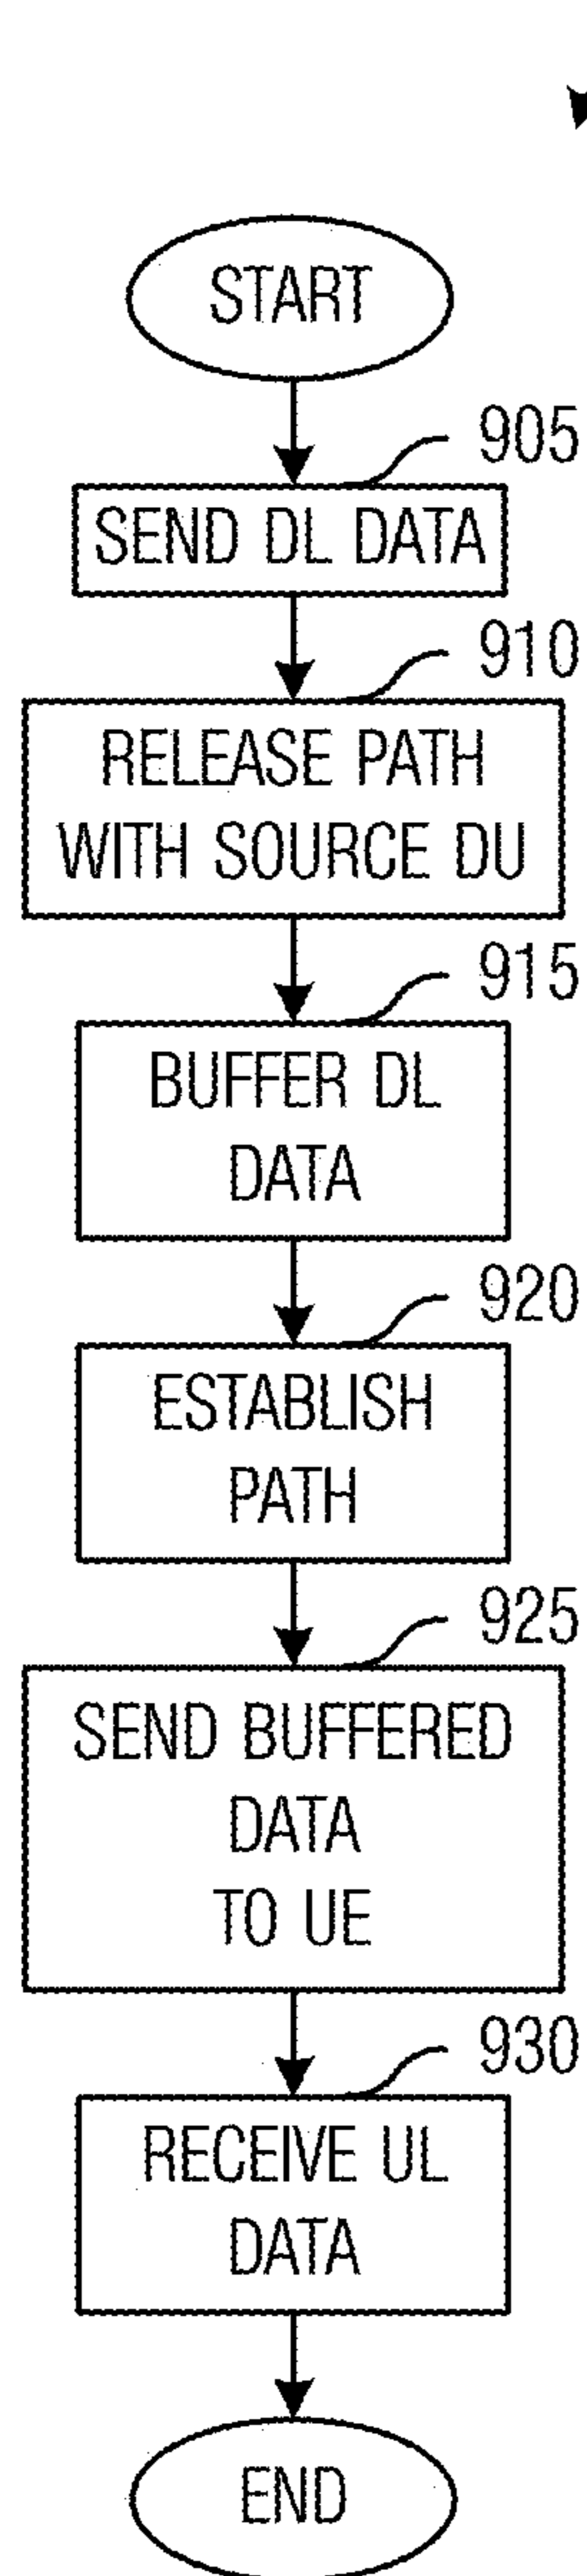 START
905
SEND DL DATA
910
RELEASE PATH
WITH SOURCE DU
915
BUFFER DL
DATA
920
ESTABLISH
PATH
925
SEND BUFFERED
DATA
TO UE
930
RECEIVE UL
DATA
END